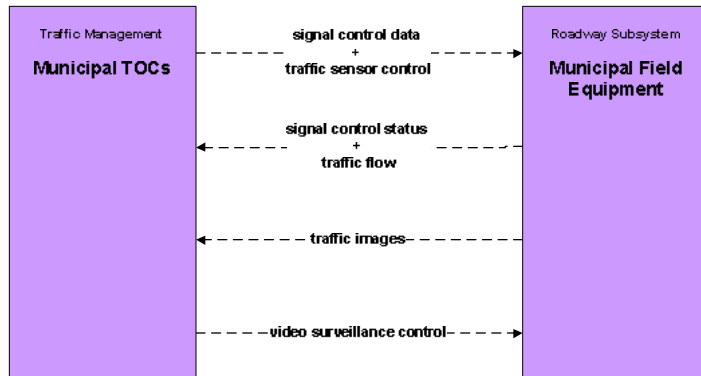 Traffic Management
Municipal TOCs
signal control data
+
traffic sensor control
Roadway Subsystem
Municipal Field
Equipment
signal control status
+
traffic flow
traffic images
video surveillance control